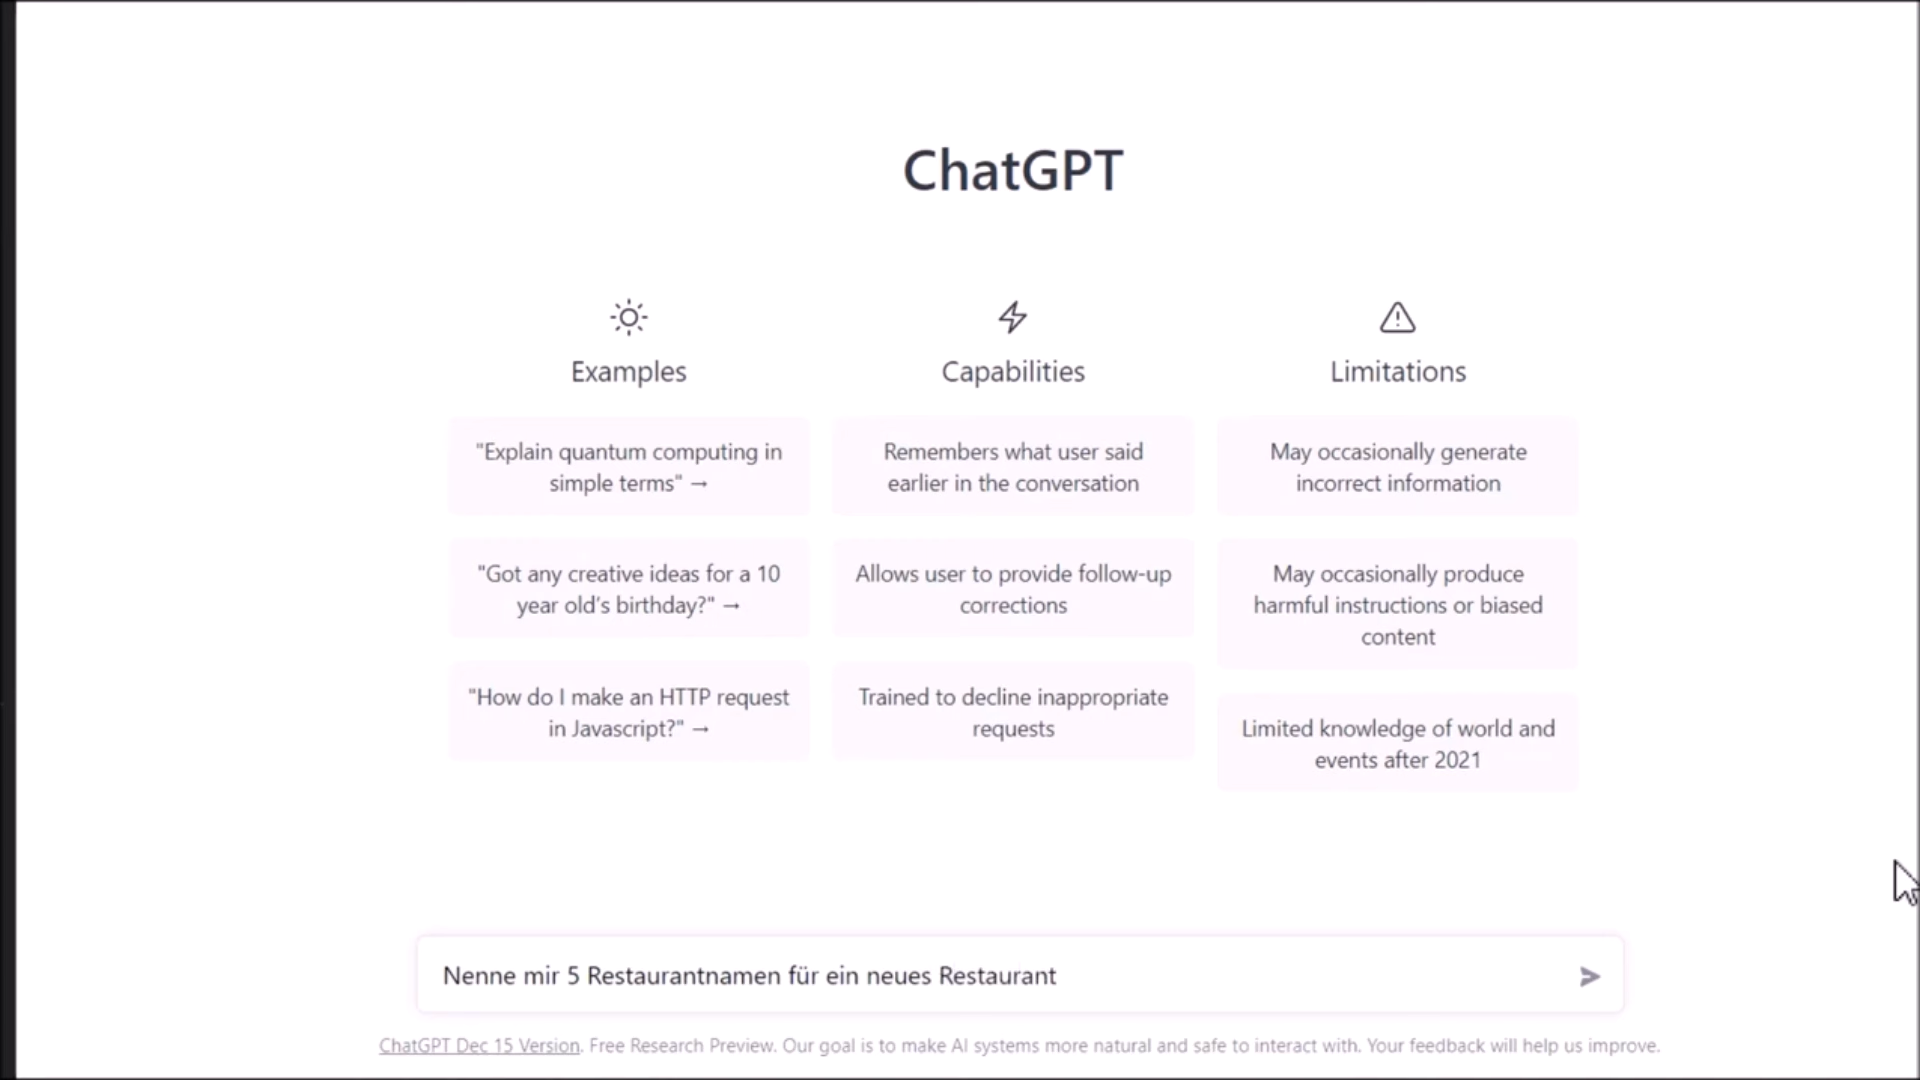 ChatGPT
Examples
"Explain quantum computing in
simple terms" →
"Got any creative ideas for a 10
year old's birthday?" →
"How do I make an HTTP request
in Javascript?" →
Capabilities
Remembers what user said
earlier in the conversation
Allows user to provide follow-up
corrections
Trained to decline inappropriate
requests
Limitations
May occasionally generate
incorrect information
May occasionally produce
harmful instructions or biased
content
Limited knowledge of world and
events after 2021
Nenne mir 5 Restaurantnamen für ein neues Restaurant
ChatGPT Dec 15 Version. Free Research Preview. Our goal is to make AI systems more natural and safe to interact with. Your feedback will help us improve.